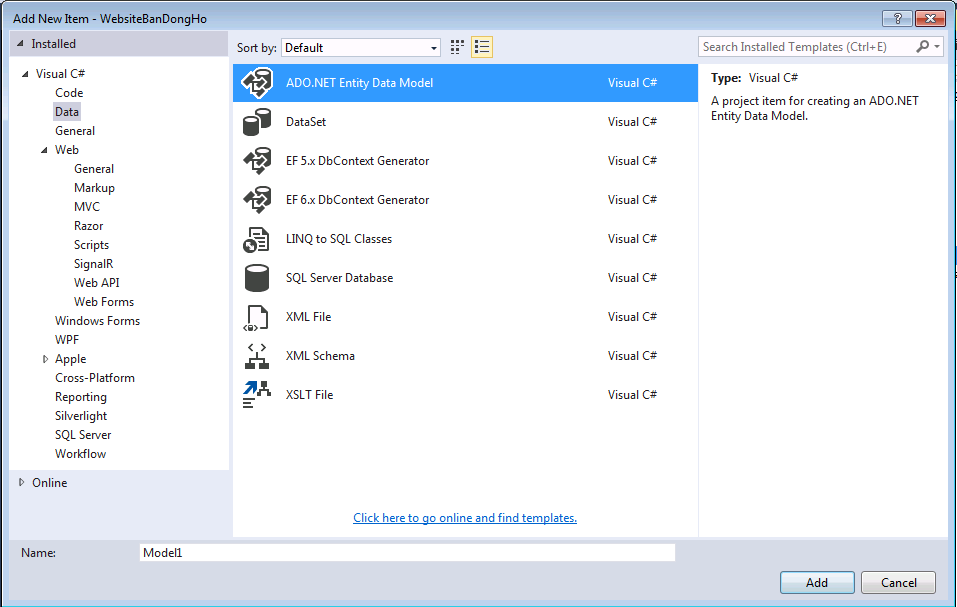 Add New Item - WebsiteBanDongHo
?
Installed
Sort by:
Default
Search Installed Templates (Ctrl+E)
Visual C#
Code
Data
General
Web
General
Markup
MVC
Razor
Scripts
SignalR
Web API
Web Forms
Windows Forms
WPF
Apple
Cross-Platform
Reporting
Silverlight
SQL Server
Workflow
Online
ADO.NET Entity Data Model Visual C#
DataSet Visual C#
EF 5.x DbContext Generator Visual C#
EF 6.x DbContext Generator Visual C#
LINQ to SQL Classes Visual C#
SQL Server Database Visual C#
XML File Visual C#
XML Schema Visual C#
XSLT File Visual C#
Click here to go online and find templates.
Type: Visual C#
A project item for creating an ADO.NET
Entity Data Model.
Name: Model1
Add
Cancel